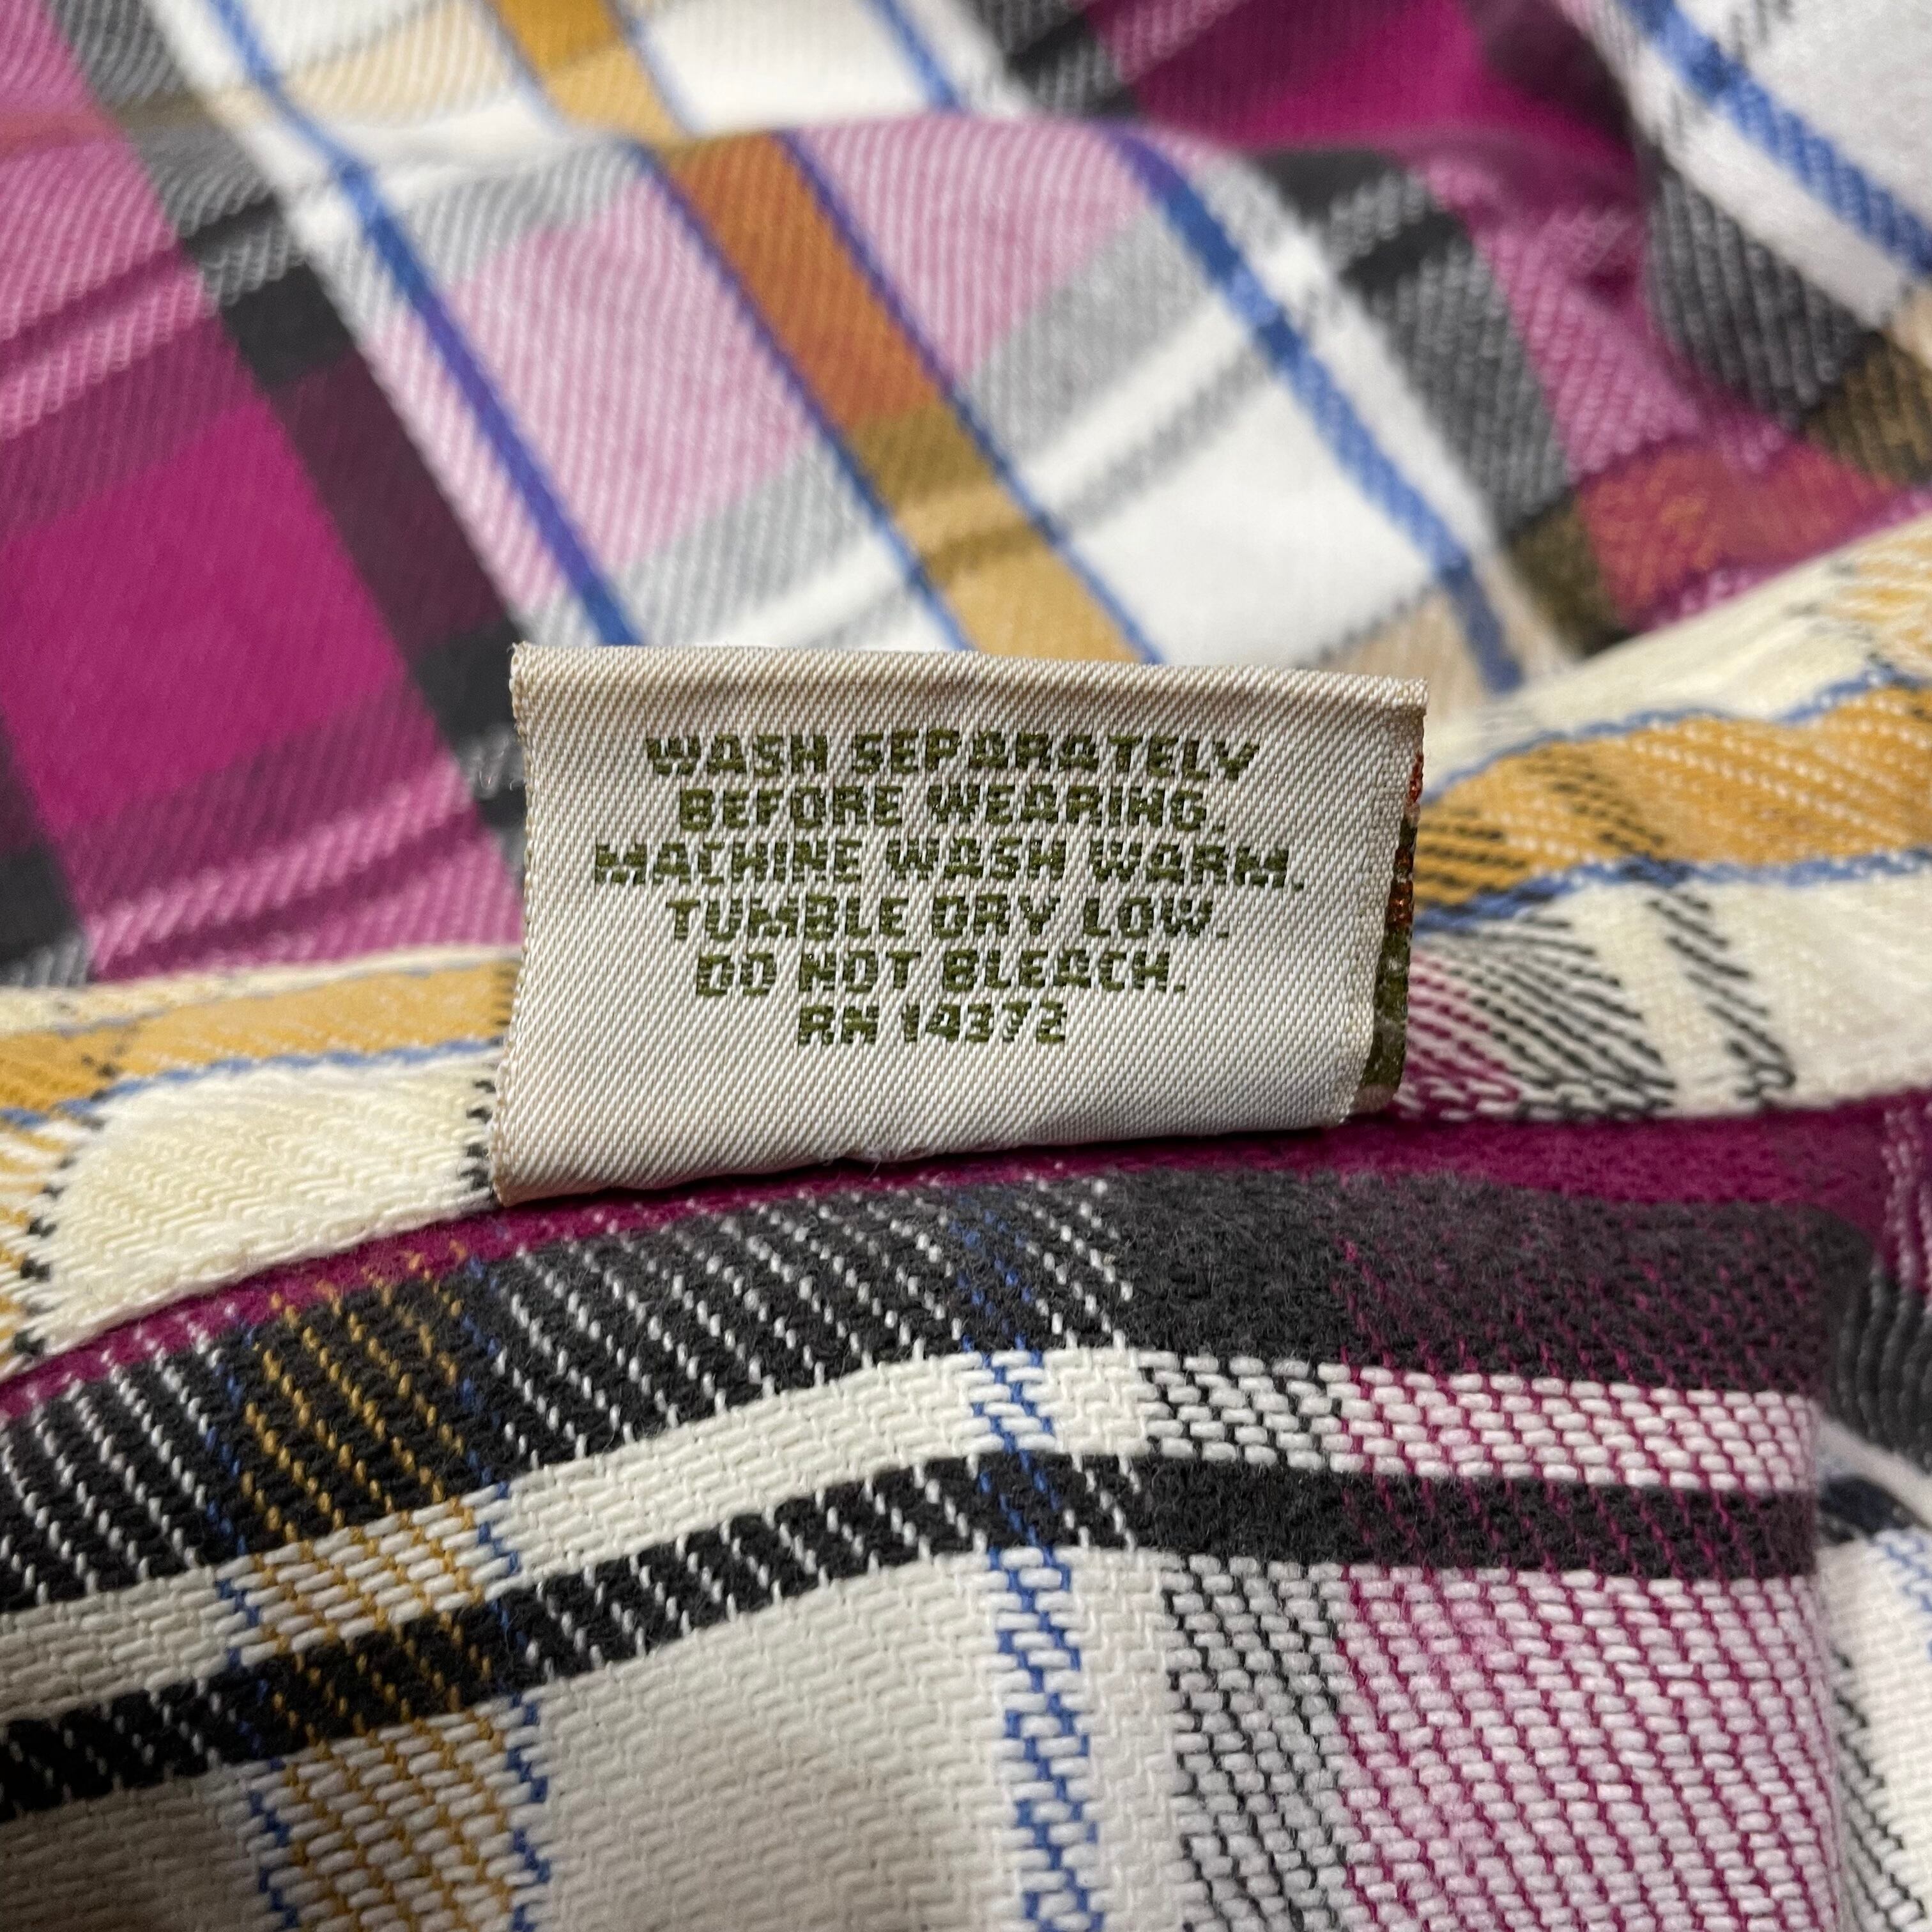 WASH SEPARATELY
BEFORE WEARING.
MACHINE WASH WARM.
TUMBLE DRY LOW.
DO NOT BLEACH.
RN 14372